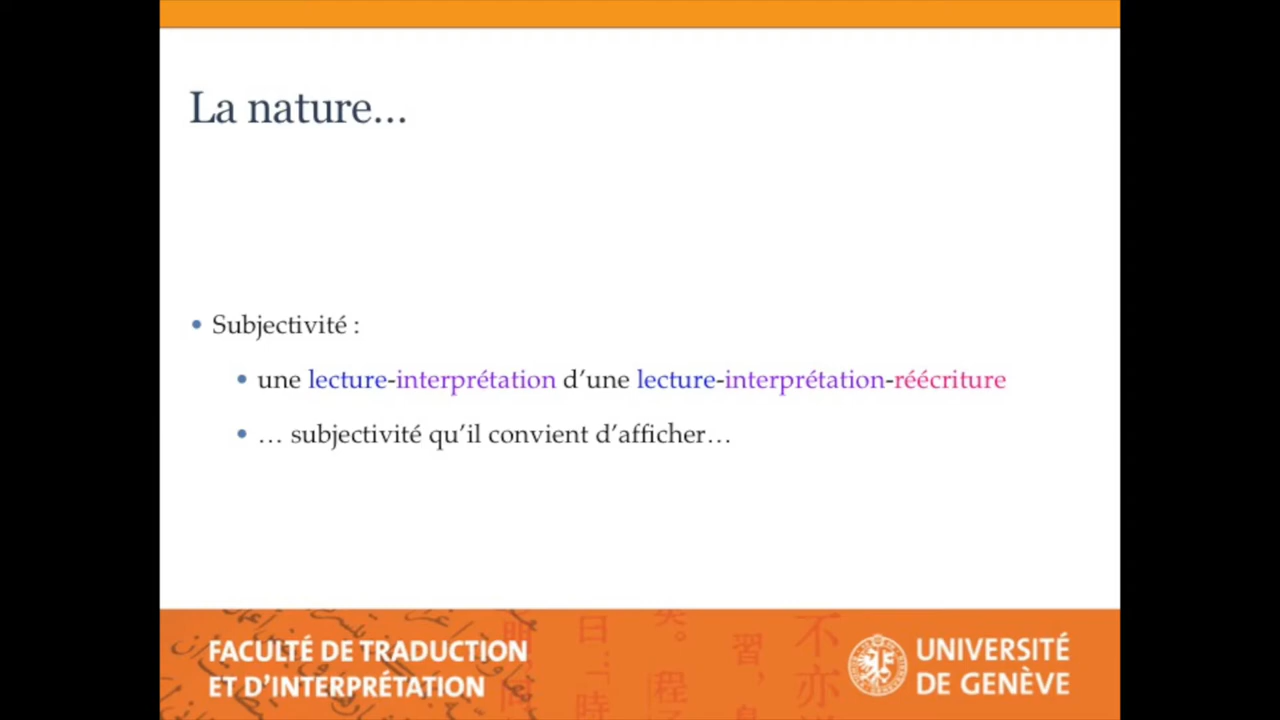 La nature…
• Subjectivité :
• une lecture-interprétation d’une lecture-interprétation-réécriture
• … subjectivité qu’il convient d’afficher…
FACULTÉ DE TRADUCTION
ET D’INTERPRÉTATION
UNIVERSITÉ
DE GENÈVE